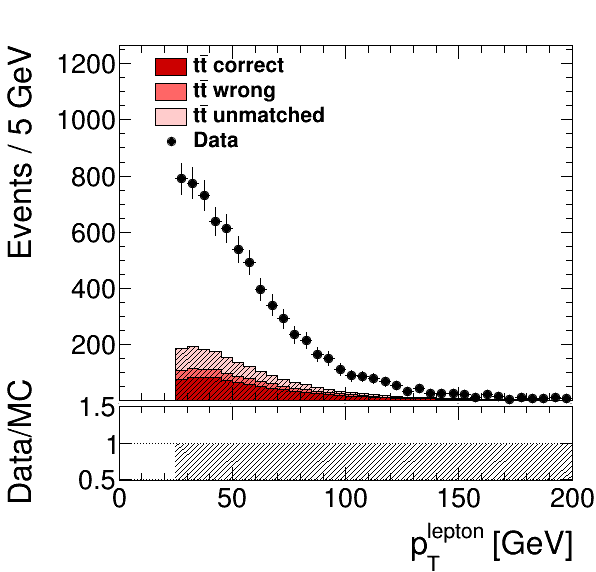 Events / 5 GeV
1200
1000
800
600
400
200
tt̄ correct
tt̄ wrong
tt̄ unmatched
Data
Data/MC
1.5
1
0.5
0 50 100 150 200
p_T^lepton [GeV]